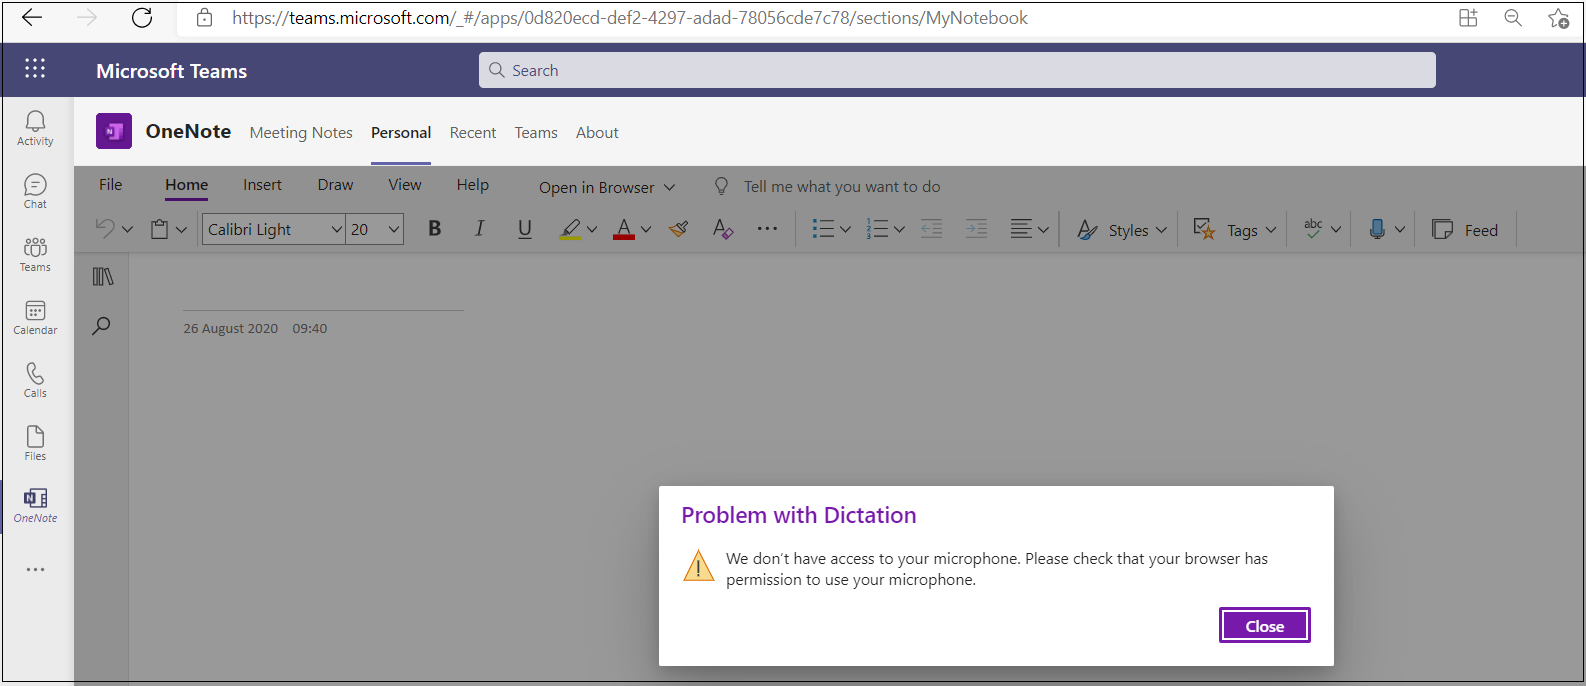 https://teams.microsoft.com/_#/apps/0d820ecd-def2-4297-adad-78056cde7c78/sections/MyNotebook
Microsoft Teams
Search
Activity
Chat
Teams
Calendar
Calls
Files
OneNote
N
OneNote Meeting Notes Personal Recent Teams About
File Home Insert Draw View Help Open in Browser Tell me what you want to do
Calibri Light 20 B I U A A Styles Tags abc Feed
26 August 2020 09:40
Problem with Dictation
We don't have access to your microphone. Please check that your browser has
permission to use your microphone.
Close